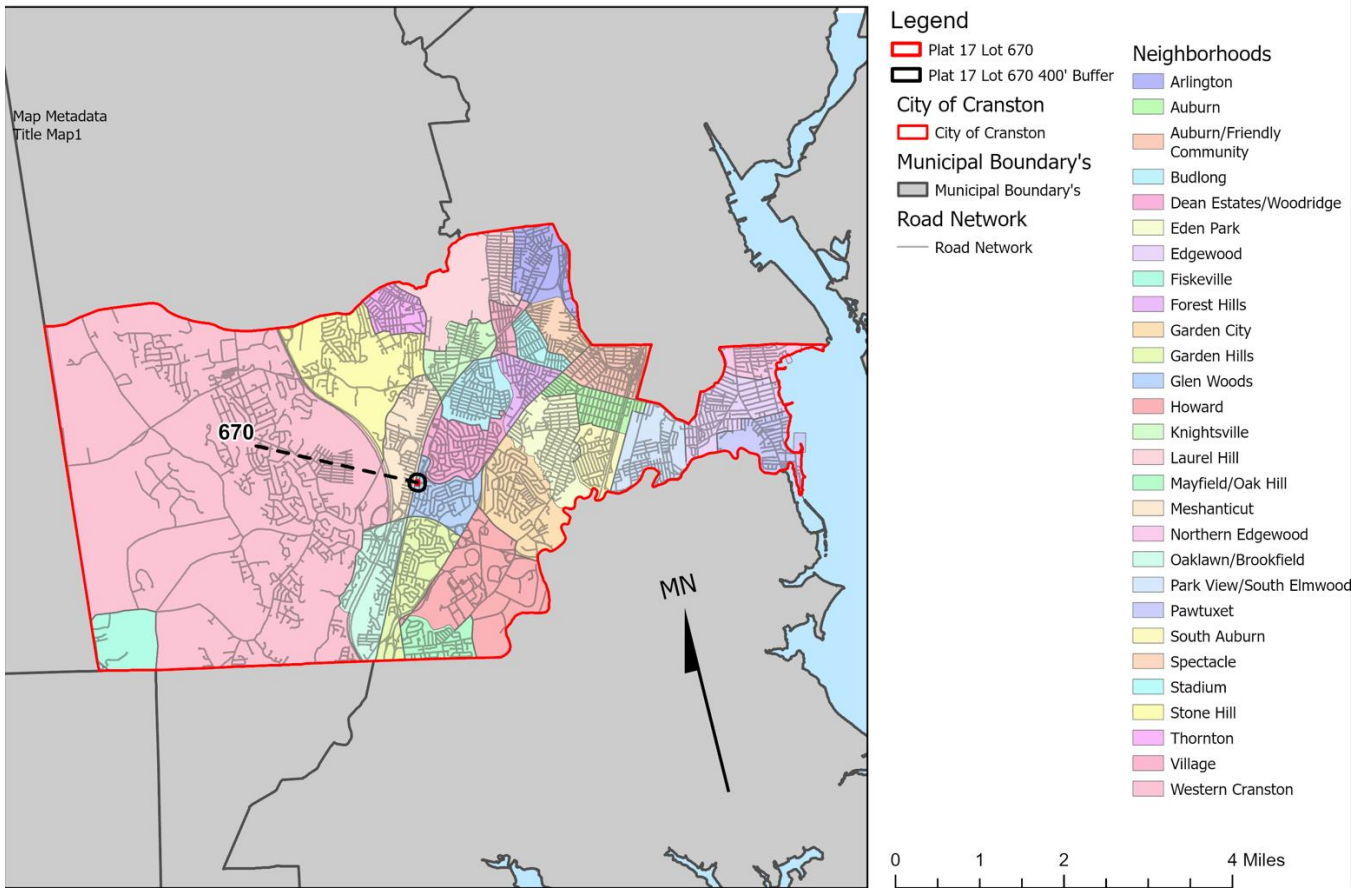 Map Metadata
Title Map1
670
MN
Legend
Plat 17 Lot 670
Plat 17 Lot 670 400' Buffer
City of Cranston
City of Cranston
Municipal Boundary's
Municipal Boundary's
Road Network
Road Network
Neighborhoods
Arlington
Auburn
Auburn/Friendly
Community
Budlong
Dean Estates/Woodridge
Eden Park
Edgewood
Fiskeville
Forest Hills
Garden City
Garden Hills
Glen Woods
Howard
Knightsville
Laurel Hill
Mayfield/Oak Hill
Meshanticut
Northern Edgewood
Oaklawn/Brookfield
Park View/South Elmwood
Pawtuxet
South Auburn
Spectacle
Stadium
Stone Hill
Thornton
Village
Western Cranston
0 1 2 4 Miles